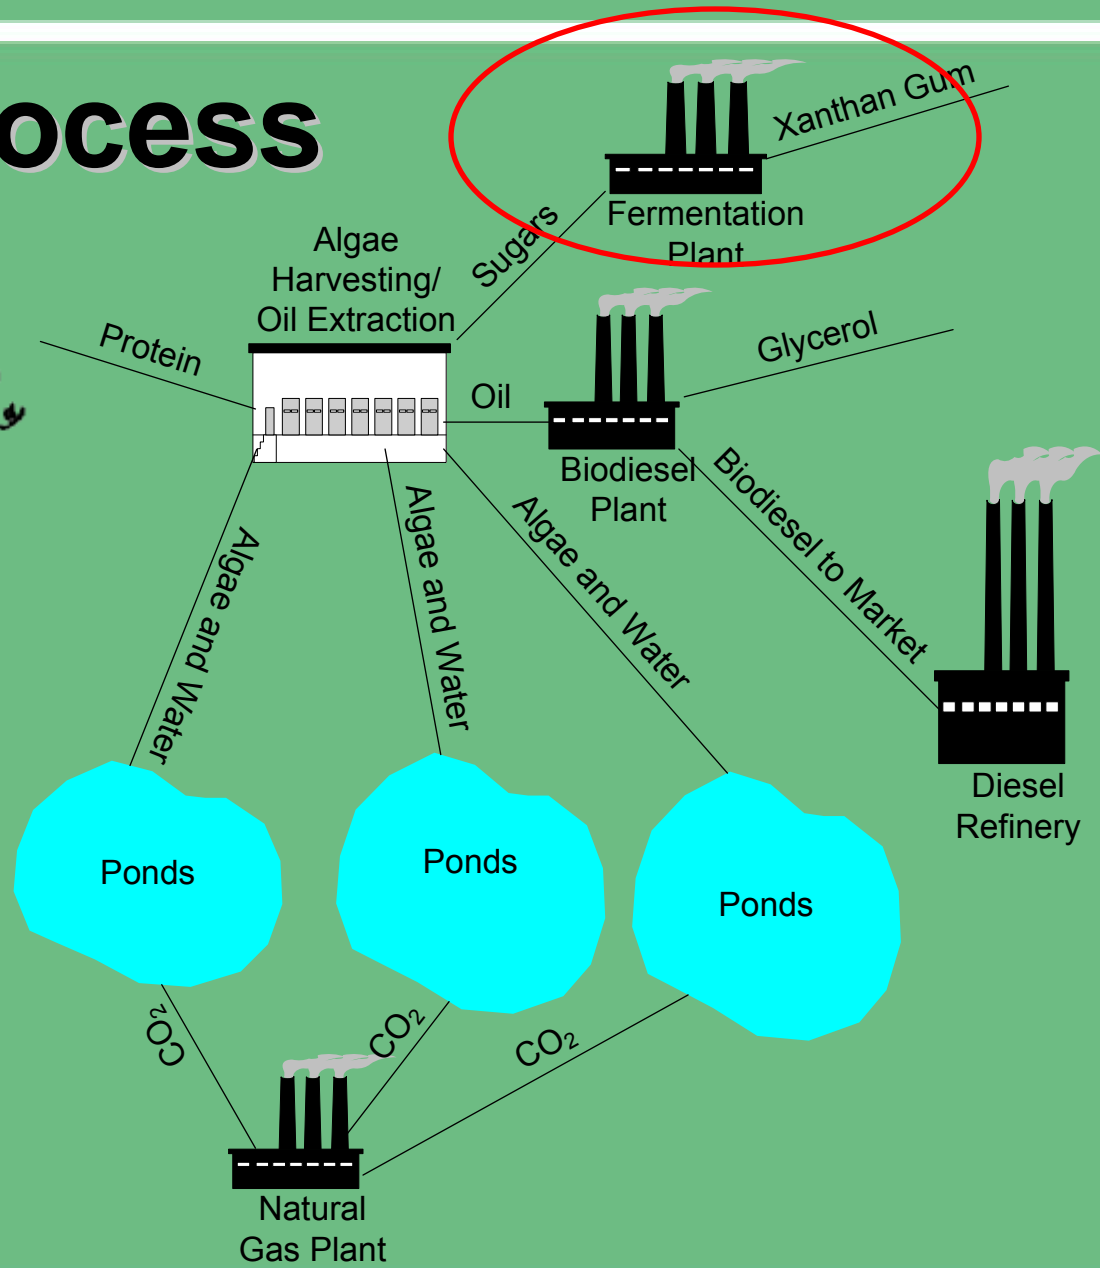 ocess
Xanthan Gum
Fermentation
Plant
Sugars
Algae
Harvesting/
Oil Extraction
Protein
Glycerol
Oil
Biodiesel
Plant
Biodiesel to Market
Algae and Water
Algae and Water
Algae and Water
Diesel
Refinery
Ponds
Ponds
Ponds
CO₂
CO₂
CO₂
Natural
Gas Plant